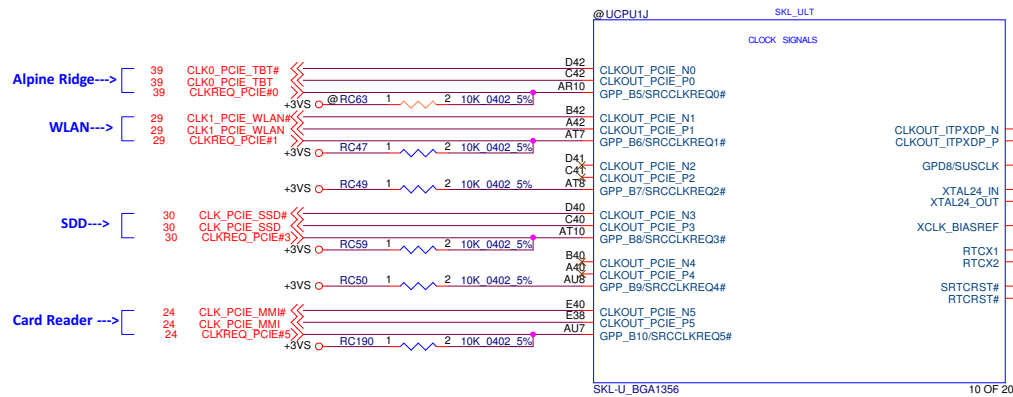 @UCPU1J SKL_ULT
CLOCK SIGNALS
Alpine Ridge--->
39 CLK0_PCIE_TBT# D42 CLKOUT_PCIE_N0
39 CLK0_PCIE_TBT C42 CLKOUT_PCIE_P0
39 CLKREQ_PCIE#0 AR10 GPP_B5/SRCCLKREQ0#
+3VS @RC63 1 2 10K_0402_5%
WLAN--->
29 CLK1_PCIE_WLAN# B42 CLKOUT_PCIE_N1
29 CLK1_PCIE_WLAN A42 CLKOUT_PCIE_P1
29 CLKREQ_PCIE#1 AT7 GPP_B6/SRCCLKREQ1#
+3VS RC47 1 2 10K_0402_5%
D41 CLKOUT_PCIE_N2
C41 CLKOUT_PCIE_P2
+3VS RC49 1 2 10K_0402_5% AT8 GPP_B7/SRCCLKREQ2#
SDD--->
30 CLK_PCIE_SSD# D40 CLKOUT_PCIE_N3
30 CLK_PCIE_SSD C40 CLKOUT_PCIE_P3
30 CLKREQ_PCIE#3 AT10 GPP_B8/SRCCLKREQ3#
+3VS RC59 1 2 10K_0402_5%
B40 CLKOUT_PCIE_N4
A40 CLKOUT_PCIE_P4
+3VS RC50 1 2 10K_0402_5% AU8 GPP_B9/SRCCLKREQ4#
Card Reader --->
24 CLK_PCIE_MMI# E40 CLKOUT_PCIE_N5
24 CLK_PCIE_MMI E38 CLKOUT_PCIE_P5
24 CLKREQ_PCIE#5 AU7 GPP_B10/SRCCLKREQ5#
+3VS RC190 1 2 10K_0402_5%
CLKOUT_ITPXDP_N
CLKOUT_ITPXDP_P
GPD8/SUSCLK
XTAL24_IN
XTAL24_OUT
XCLK_BIASREF
RTCX1
RTCX2
SRTCRST#
RTCRST#
SKL-U_BGA1356 10 OF 20